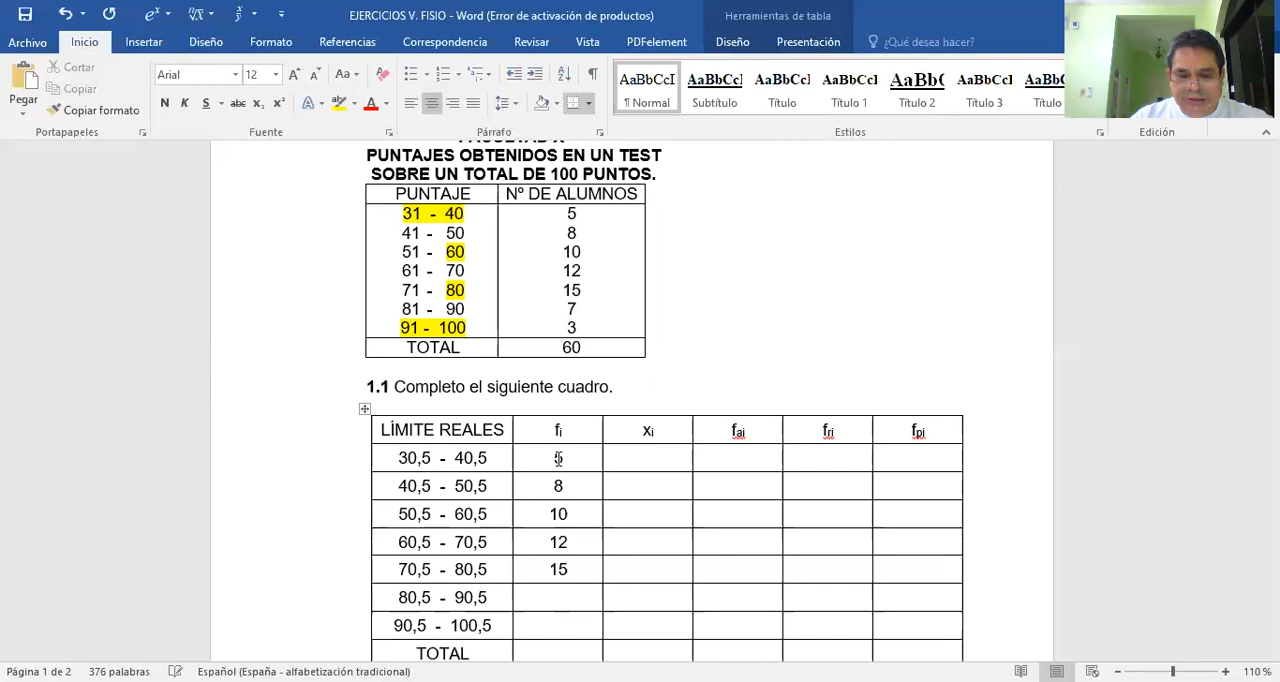 EJERCICIOS V. FISIO - Word (Error de activación de productos)
Herramientas de tabla
Archivo Inicio Insertar Diseño Formato Referencias Correspondencia Revisar Vista PDFelement Diseño Presentación ¿Qué desea hacer?
Pegar
Cortar
Copiar
Copiar formato
Arial 12
N K S abc x₂ x²
AaBbCcI AaBbCcI AaBbCcI AaBbCcI AaBb( AaBbCcI AaBbCcI
¶ Normal Subtítulo Título Título 1 Título 2 Título 3 Título
Portapapeles Fuente Párrafo Estilos Edición
PUNTAJES OBTENIDOS EN UN TEST
SOBRE UN TOTAL DE 100 PUNTOS.
PUNTAJE Nº DE ALUMNOS
31 - 40 5
41 - 50 8
51 - 60 10
61 - 70 12
71 - 80 15
81 - 90 7
91 - 100 3
TOTAL 60
1.1 Completo el siguiente cuadro.
LÍMITE REALES fi xi fai fri fpi
30,5 - 40,5 5
40,5 - 50,5 8
50,5 - 60,5 10
60,5 - 70,5 12
70,5 - 80,5 15
80,5 - 90,5
90,5 - 100,5
TOTAL
Página 1 de 2 376 palabras Español (España - alfabetización tradicional) 110 %